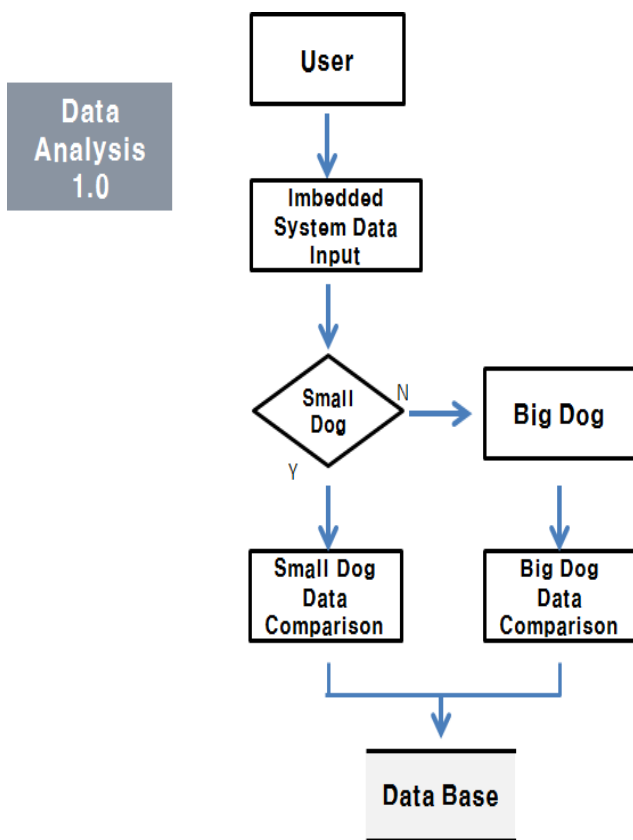 User
Data
Analysis
1.0
Imbedded
System Data
Input
Small
Dog
N
Big Dog
Y
Small Dog
Data
Comparison
Big Dog
Data
Comparison
Data Base